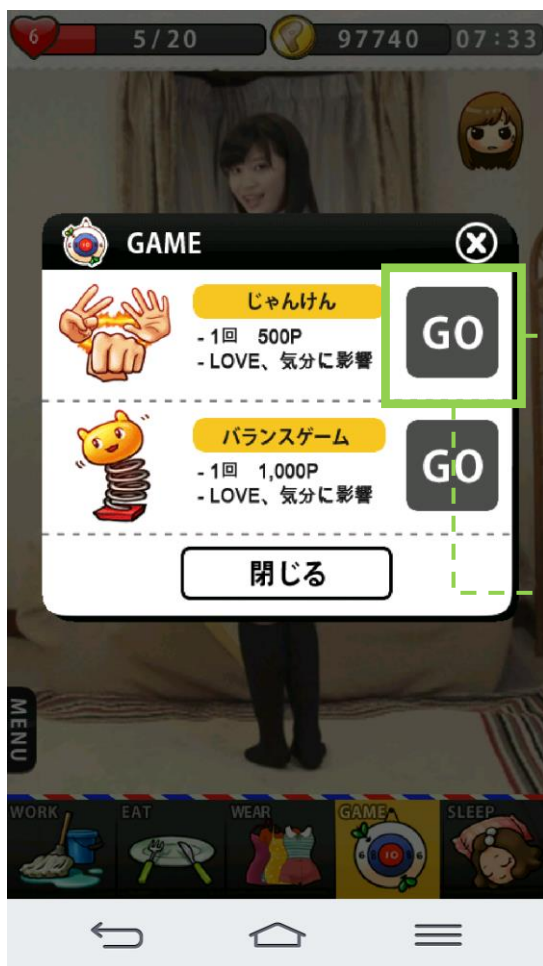 6 5/20 P 97740 07:33
GAME
じゃんけん
- 1回 500P
- LOVE、気分に影響
GO
バランスゲーム
- 1回 1,000P
- LOVE、気分に影響
GO
閉じる
MENU
WORK EAT WEAR GAME SLEEP